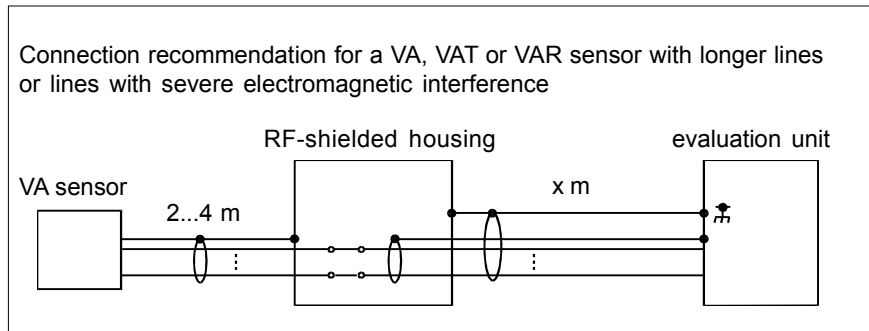 Connection recommendation for a VA, VAT or VAR sensor with longer lines
or lines with severe electromagnetic interference
RF-shielded housing
evaluation unit
VA sensor
2...4 m
x m